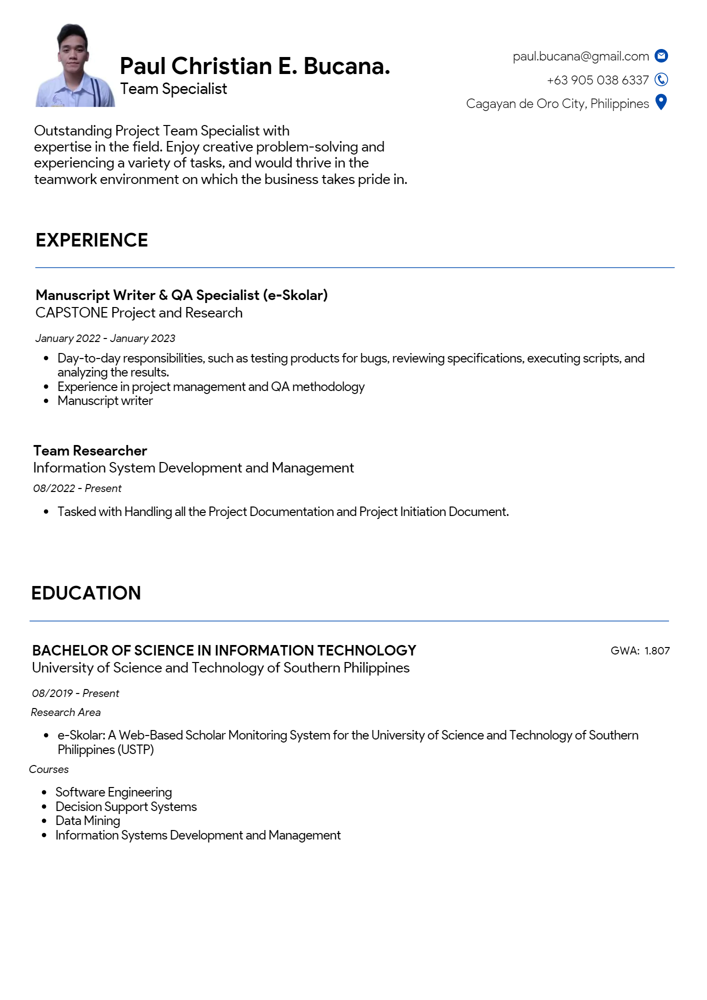 Paul Christian E. Bucana.
Team Specialist
paul.bucana@gmail.com
+63 905 038 6337
Cagayan de Oro City, Philippines
Outstanding Project Team Specialist with
expertise in the field. Enjoy creative problem-solving and
experiencing a variety of tasks, and would thrive in the
teamwork environment on which the business takes pride in.
EXPERIENCE
Manuscript Writer & QA Specialist (e-Skolar)
CAPSTONE Project and Research
January 2022 - January 2023
• Day-to-day responsibilities, such as testing products for bugs, reviewing specifications, executing scripts, and
analyzing the results.
• Experience in project management and QA methodology
• Manuscript writer
Team Researcher
Information System Development and Management
08/2022 - Present
• Tasked with Handling all the Project Documentation and Project Initiation Document.
EDUCATION
BACHELOR OF SCIENCE IN INFORMATION TECHNOLOGY
GWA: 1.807
University of Science and Technology of Southern Philippines
08/2019 - Present
Research Area
• e-Skolar: A Web-Based Scholar Monitoring System for the University of Science and Technology of Southern
Philippines (USTP)
Courses
• Software Engineering
• Decision Support Systems
• Data Mining
• Information Systems Development and Management